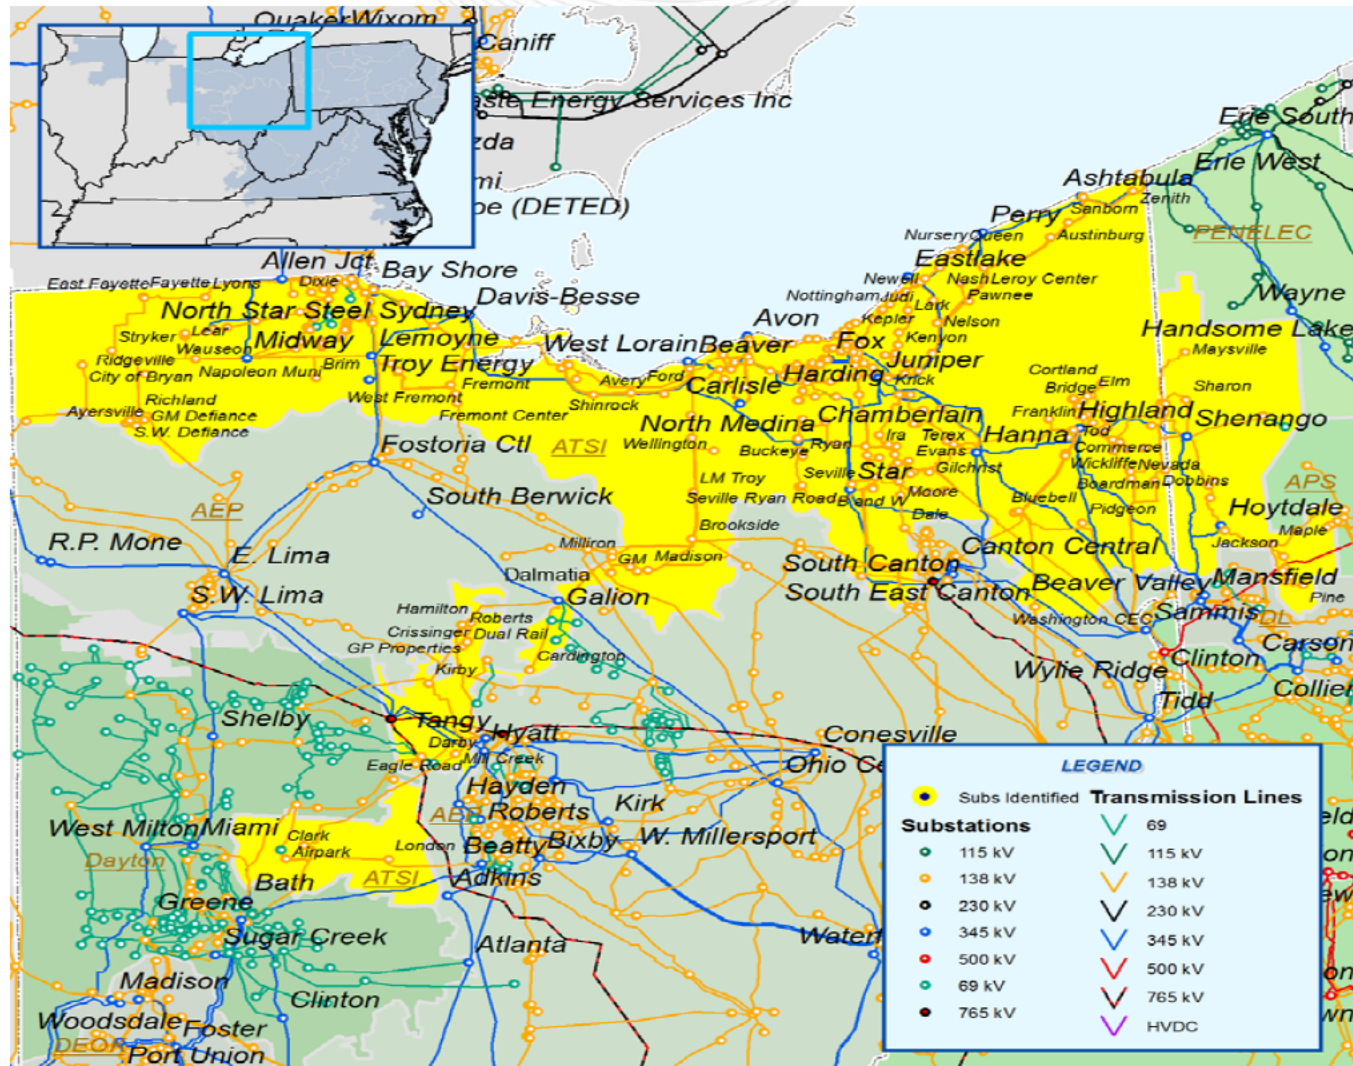 Quaker Wixom
Caniff
aste Energy Services Inc
zda
mi
oe (DETED)
Erie South
Erie West
Ashtabula
Zenith
Sanborn
Perry
Austinburg
PENELEC
Nursery Queen
Eastlake
Allen Jct
Bay Shore
East Fayette Fayette Lyons
Dixie
Newell
Nash Leroy Center
Wayne
Davis-Besse
Nottingham Judi
Pawnee
Lark
North Star Steel Sydney
Avon
Kepler
Nelson
Handsome Lake
Stryker
Lear
Wauseon
Midway
Lemoyne
West Lorain Beaver
Fox
Kenyon
Maysville
Ridgeville
Napoleon Muni
Brim
Troy Energy
Harding
Juniper
Cortland
City of Bryan
Fremont
Avery Ford
Carlisle
Krick
Bridge
Elm
Sharon
Richland
West Fremont
Shinrock
Ayersville
GM Defiance
Fremont Center
North Medina
Chamberlain
Franklin
Highland
Shenango
S.W. Defiance
Fostoria Ctl
ATSI
Wellington
Buckeye
Ryan
Ira
Terex
Evans
Hanna
Tod
Commerce
Gilchrist
Wickliffe Nevada
Seville
Star
LM Troy
Boardman
Dobbins
APS
Seville Ryan Road
B and W
Moore
Bluebell
South Berwick
Dale
Pidgeon
Hoytdale
AEP
Brookside
Maple
R.P. Mone
E. Lima
Milliron
GM
Madison
Canton Central
Jackson
Dalmatia
South Canton
Beaver Valley
Mansfield
S.W. Lima
Galion
South East Canton
Pine
Hamilton
Roberts
Washington CEC
Sammis
DL
Crissinger
Dual Rail
GP Properties
Cardington
Carson
Kirby
Wylie Ridge
Clinton
Collier
Tidd
Shelby
Tangy
Hyatt
Darby
Conesville
Eagle Road
Mill Creek
Ohio Ce
Hayden
Roberts
Kirk
West Milton
Miami
Clark
Airpark
London
Beatty
Bixby
W. Millersport
Dayton
Bath
ATSI
Adkins
Greene
Sugar Creek
Atlanta
Waterf
Madison
Clinton
Woodsdale
Foster
Port Union
LEGEND
Subs Identified
Transmission Lines
Substations
69
115 kV
115 kV
138 kV
138 kV
230 kV
230 kV
345 kV
345 kV
500 kV
500 kV
69 kV
765 kV
765 kV
HVDC